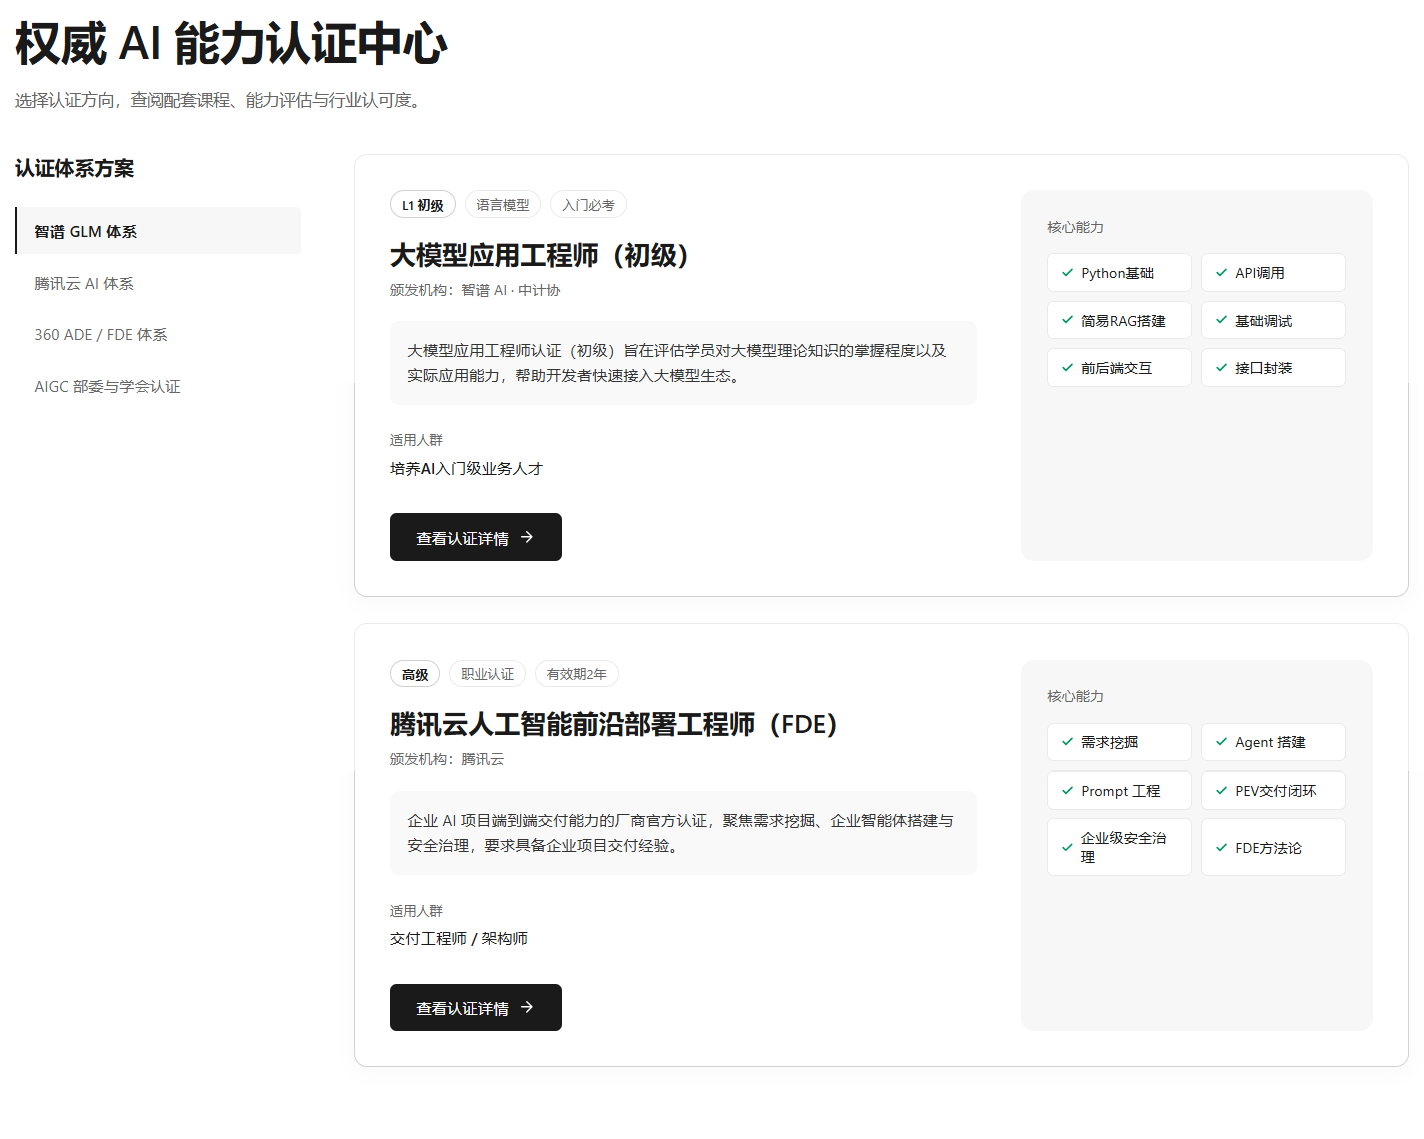 权威 AI 能力认证中心
选择认证方向，查阅配套课程、能力评估与行业认可度。
认证体系方案
智谱 GLM 体系
腾讯云 AI 体系
360 ADE / FDE 体系
AIGC 部委与学会认证
L1 初级
语言模型
入门必考
大模型应用工程师（初级）
颁发机构：智谱 AI · 中计协
大模型应用工程师认证（初级）旨在评估学员对大模型理论知识的掌握程度以及
实际应用能力，帮助开发者快速接入大模型生态。
适用人群
培养AI入门级业务人才
查看认证详情 →
核心能力
Python基础
API调用
简易RAG搭建
基础调试
前后端交互
接口封装
高级
职业认证
有效期2年
腾讯云人工智能前沿部署工程师（FDE）
颁发机构：腾讯云
企业 AI 项目端到端交付能力的厂商官方认证，聚焦需求挖掘、企业智能体搭建与
安全治理，要求具备企业项目交付经验。
适用人群
交付工程师 / 架构师
查看认证详情 →
核心能力
需求挖掘
Agent 搭建
Prompt 工程
PEV交付闭环
企业级安全治
理
FDE方法论